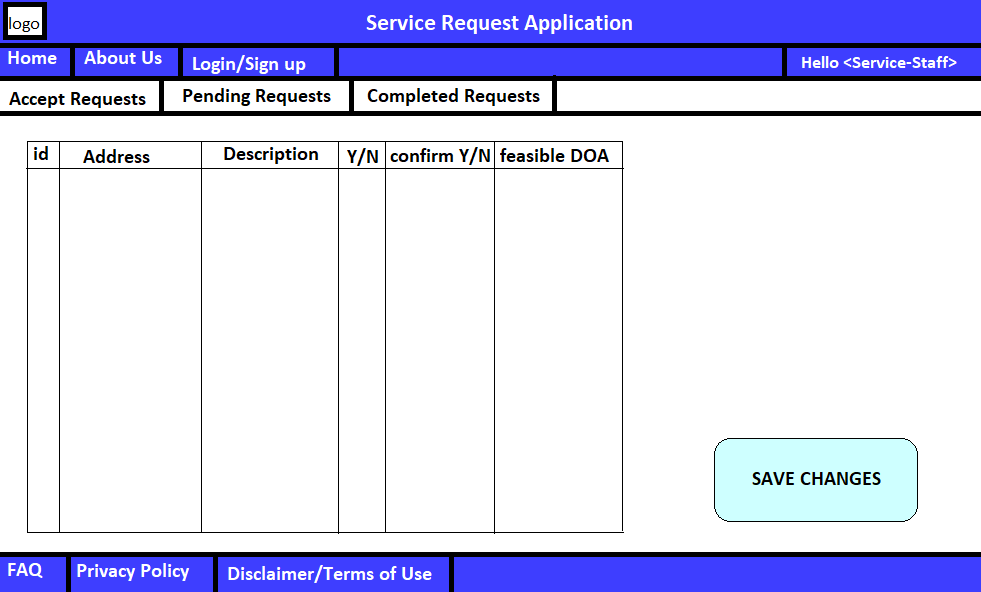 logo
Service Request Application
Home
About Us
Login/Sign up
Hello <Service-Staff>
Accept Requests
Pending Requests
Completed Requests
id
Address
Description
Y/N
confirm Y/N
feasible DOA
SAVE CHANGES
FAQ
Privacy Policy
Disclaimer/Terms of Use